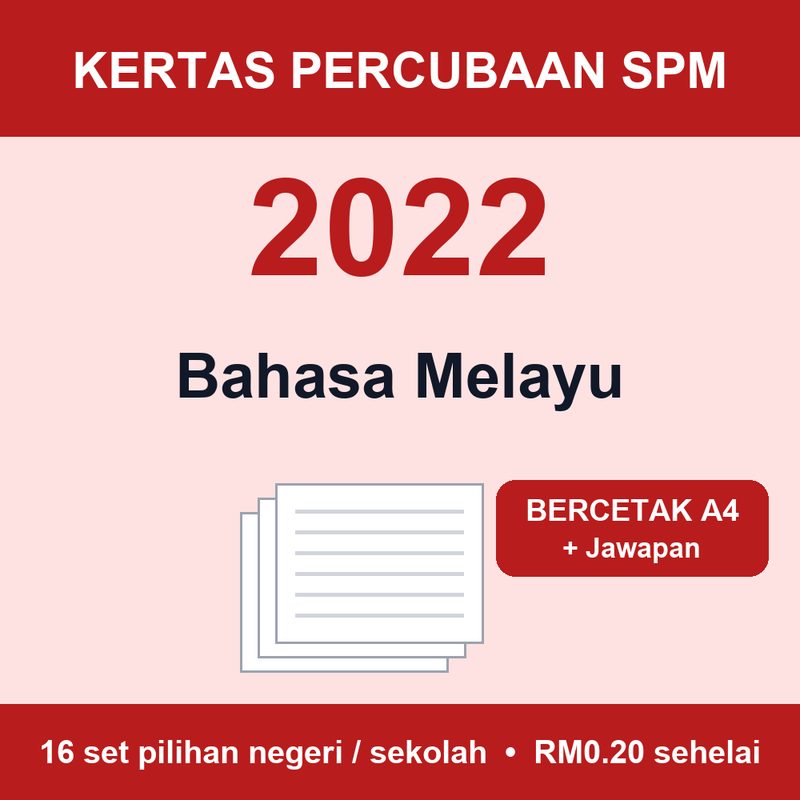 KERTAS PERCUBAAN SPM
2022
Bahasa Melayu
BERCETAK A4
+ Jawapan
16 set pilihan negeri / sekolah • RM0.20 sehelai